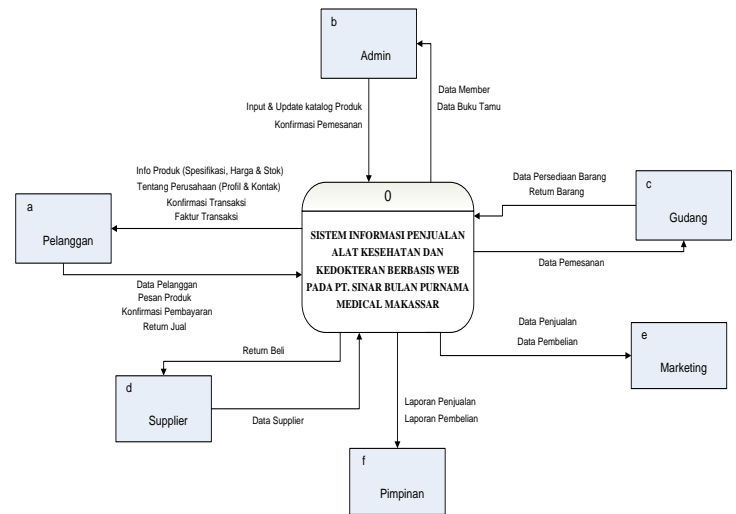 b
Admin
Data Member
Data Buku Tamu
Input & Update katalog Produk
Konfirmasi Pemesanan
Info Produk (Spesifikasi, Harga & Stok)
Tentang Perusahaan (Profil & Kontak)
Konfirmasi Transaksi
Faktur Transaksi
a
Pelanggan
Data Pelanggan
Pesan Produk
Konfirmasi Pembayaran
Return Jual
0
SISTEM INFORMASI PENJUALAN
ALAT KESEHATAN DAN
KEDOKTERAN BERBASIS WEB
PADA PT. SINAR BULAN PURNAMA
MEDICAL MAKASSAR
Data Persediaan Barang
Return Barang
c
Gudang
Data Pemesanan
Data Penjualan
Data Pembelian
e
Marketing
Return Beli
d
Supplier
Data Supplier
Laporan Penjualan
Laporan Pembelian
f
Pimpinan